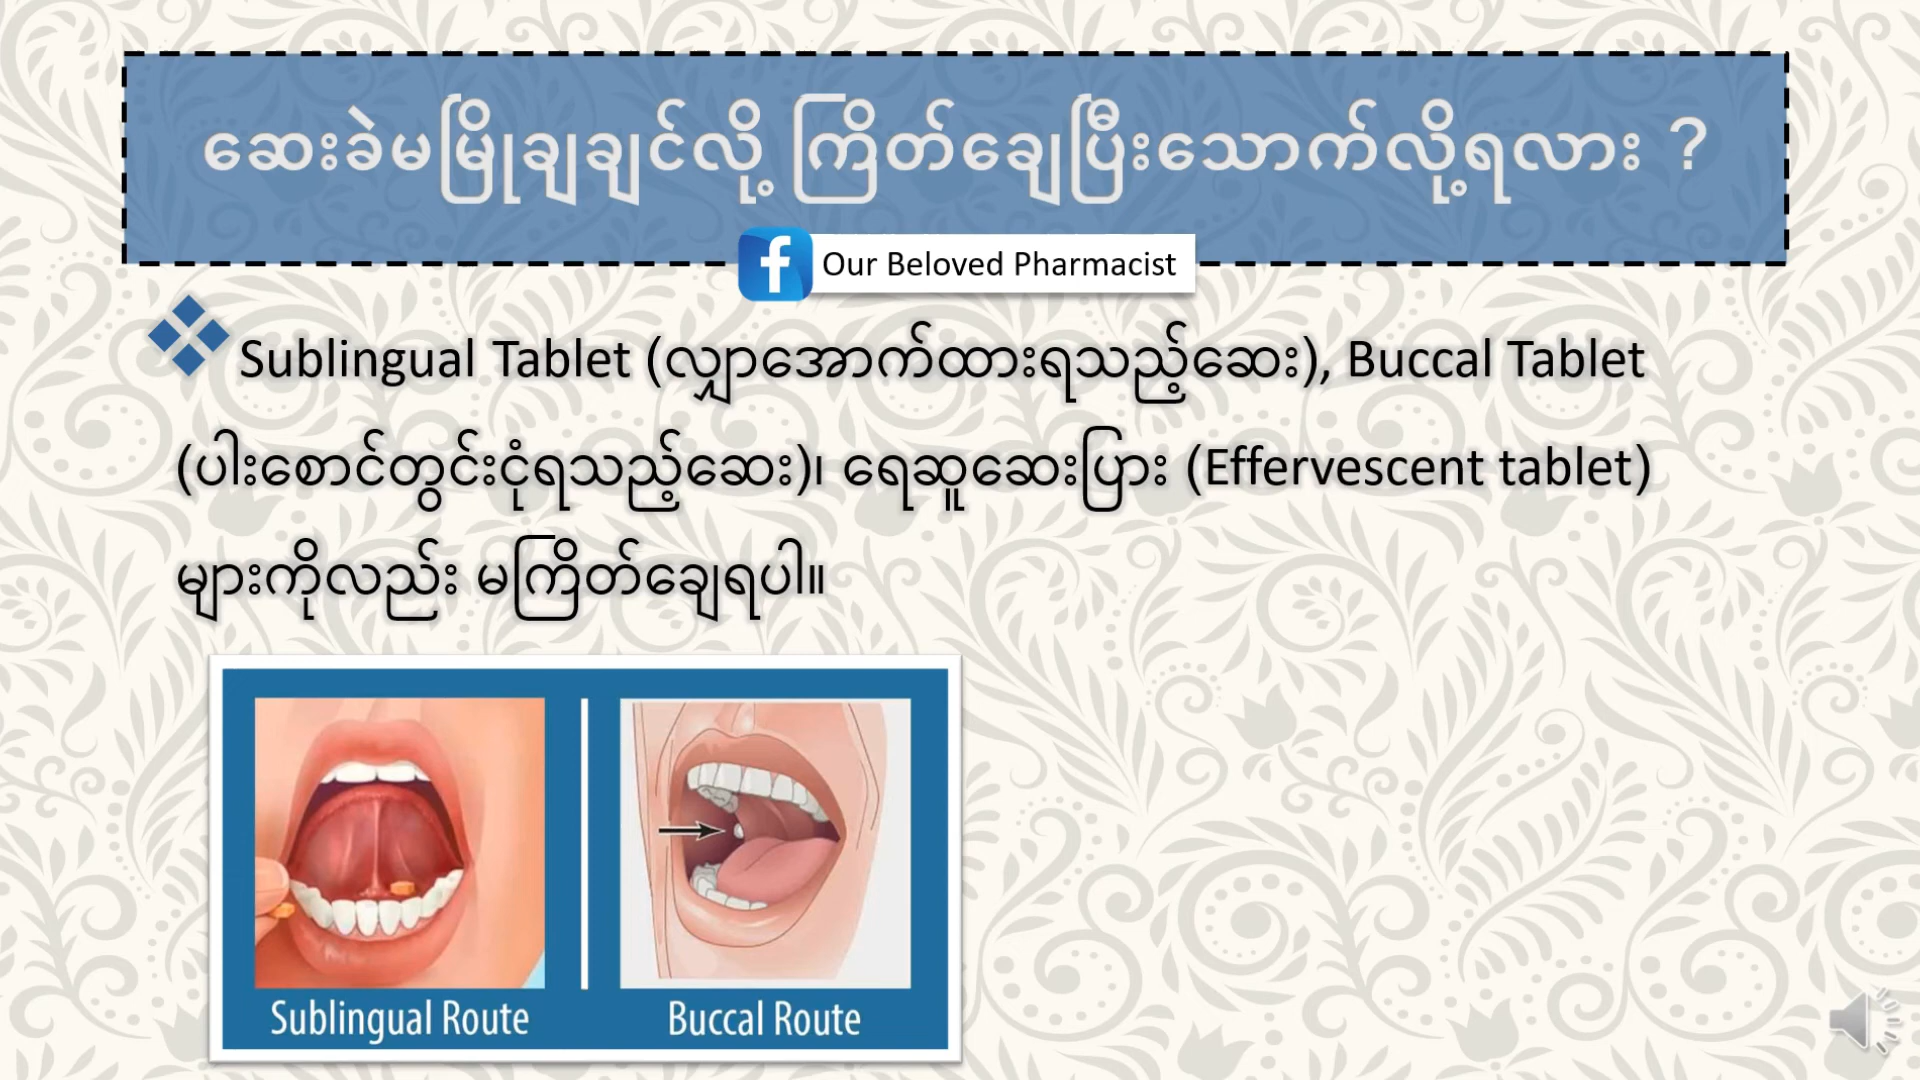 ဆေးခဲမမြိုချချင်လို့ ကြိတ်ချေပြီးသောက်လို့ရလား ?
Our Beloved Pharmacist
Sublingual Tablet (လျှာအောက်ထားရသည့်ဆေး), Buccal Tablet
(ပါးစောင်တွင်းငုံရသည့်ဆေး)၊ ရေဆူဆေးပြား (Effervescent tablet)
များကိုလည်း မကြိတ်ချေရပါ။
Sublingual Route
Buccal Route